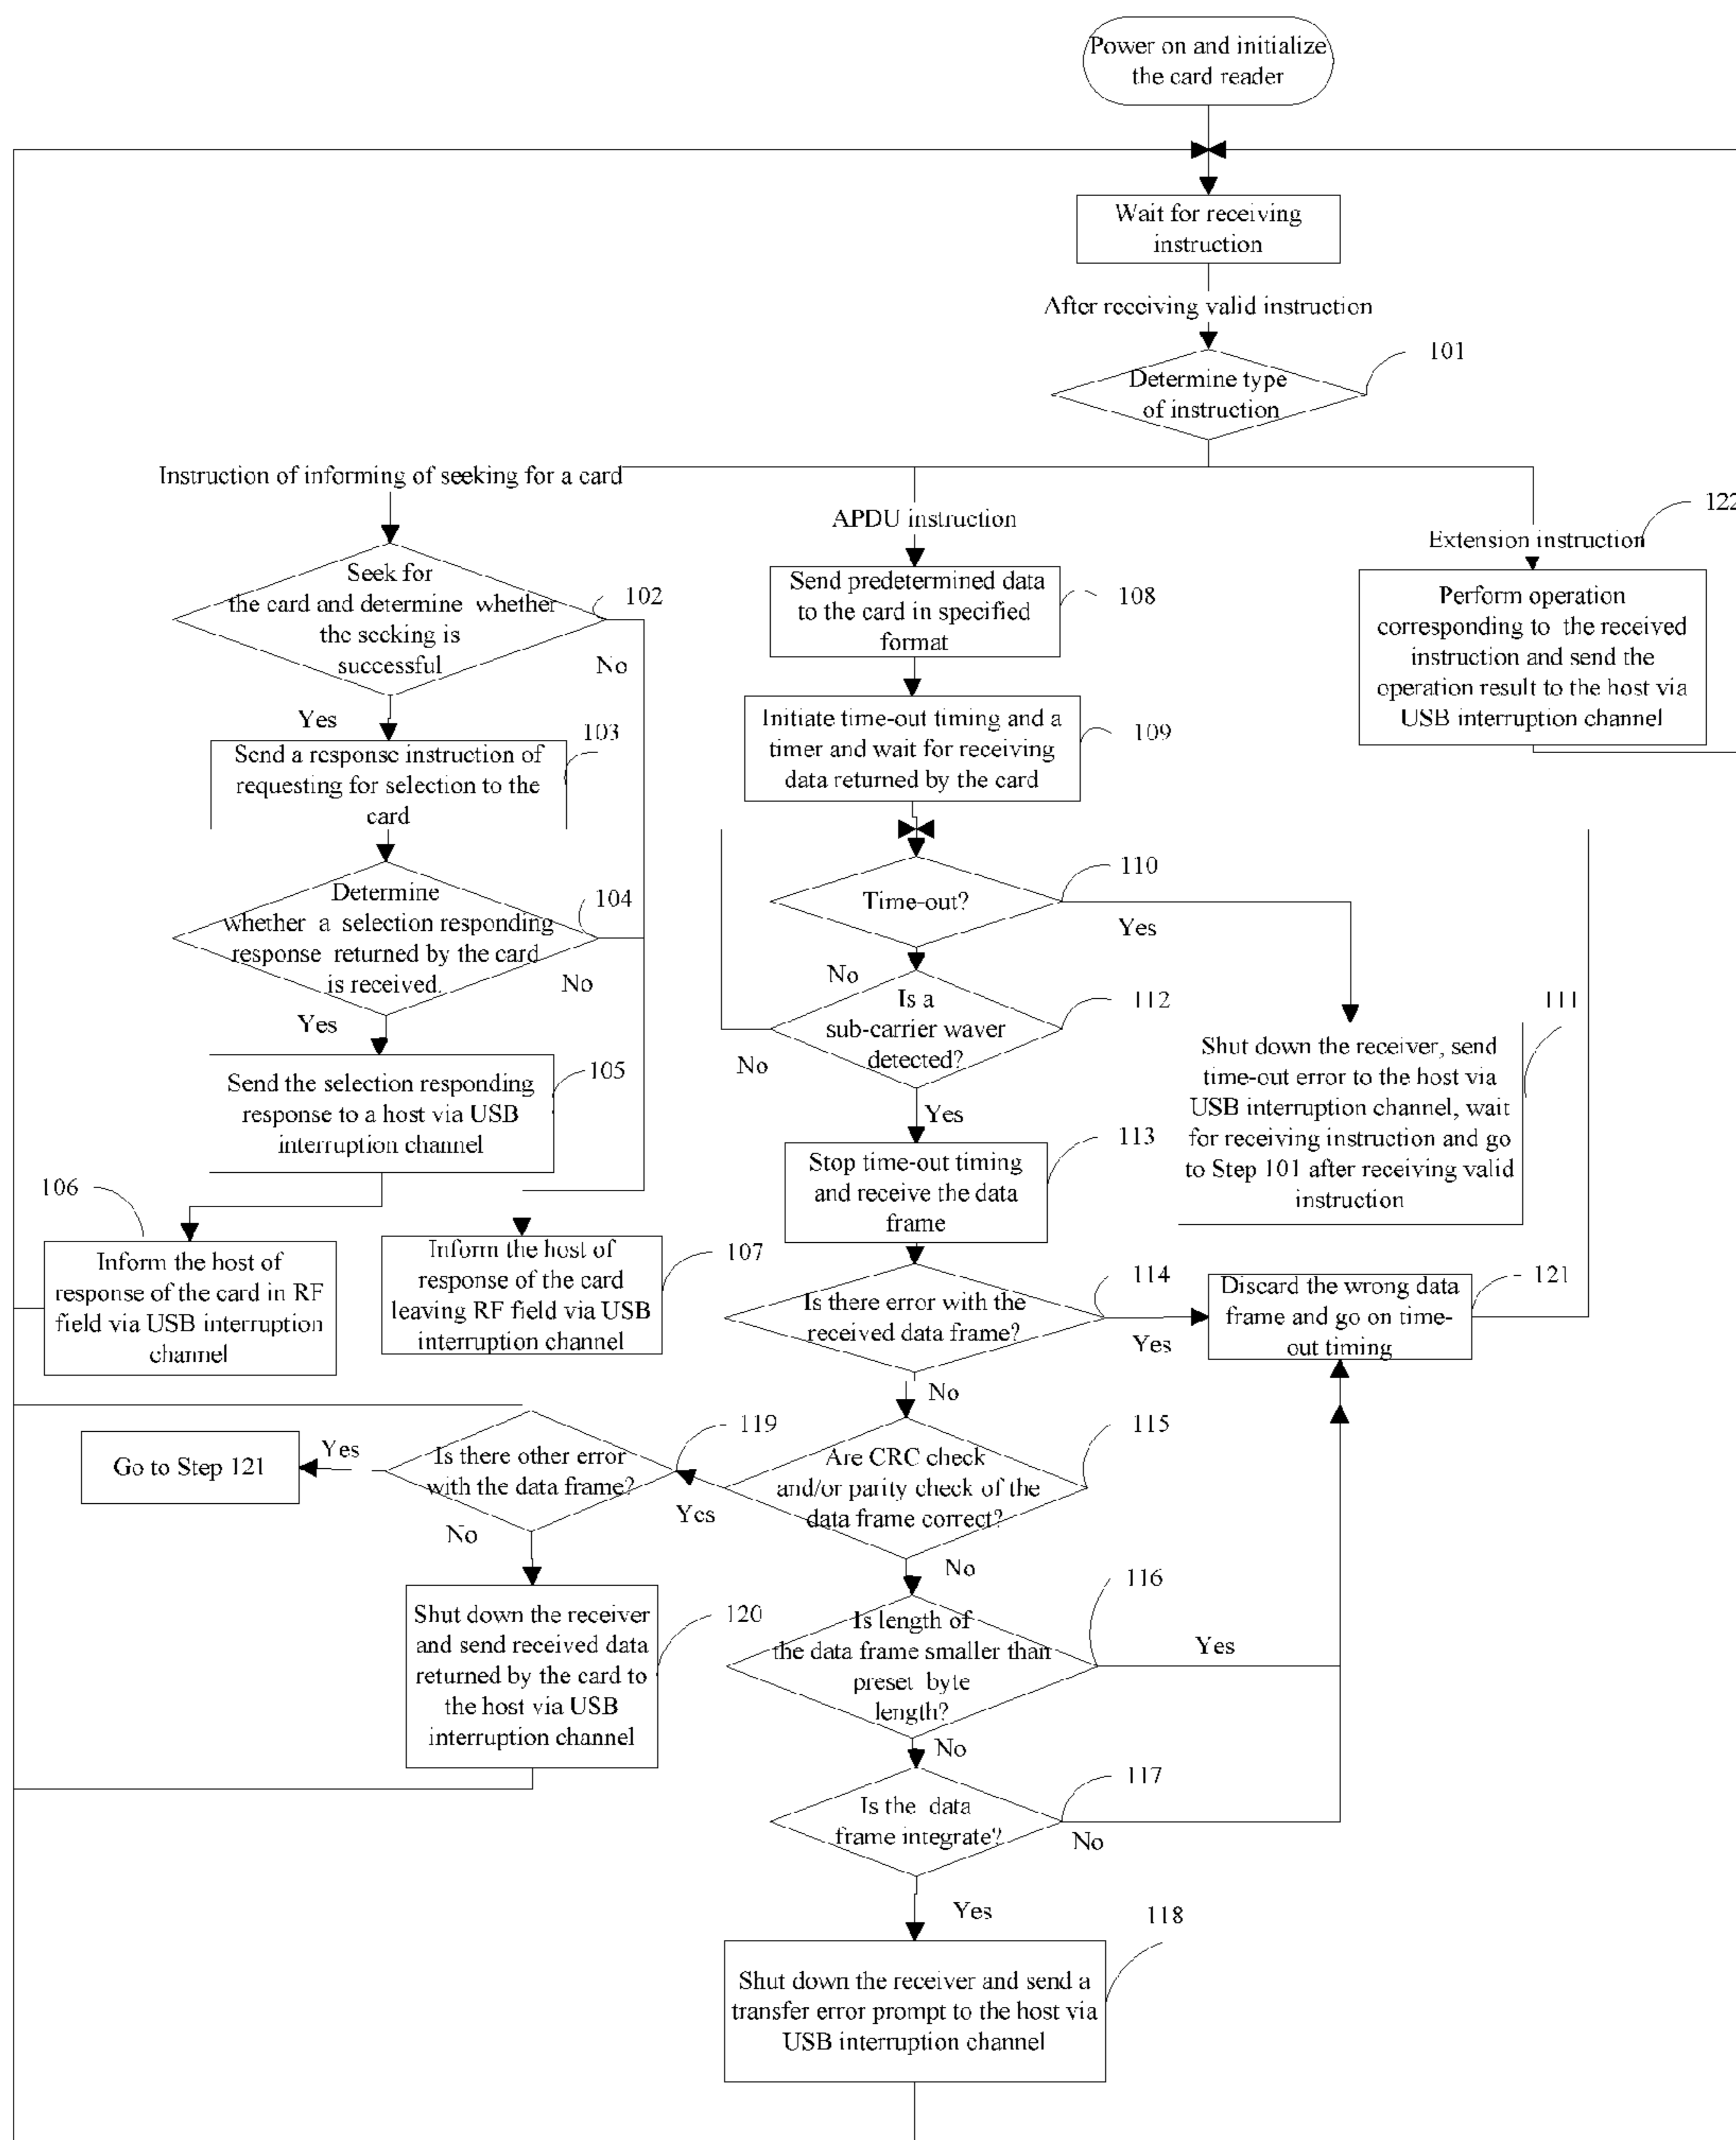 Power on and initialize
the card reader
Wait for receiving
instruction
After receiving valid instruction
101
Determine type
of instruction
Instruction of informing of seeking for a card
APDU instruction
122
Extension instruction
Seek for
the card and determine whether
the seeking is
successful
102
No
Yes
Send predetermined data
to the card in specified
format
108
Perform operation
corresponding to the received
instruction and send the
operation result to the host via
USB interruption channel
103
Send a response instruction of
requesting for selection to the
card
Initiate time-out timing and a
timer and wait for receiving
data returned by the card
109
Determine
whether a selection responding
response returned by the card
is received.
104
No
Yes
110
Time-out?
Yes
No
Is a
sub-carrier waver
detected?
112
No
Yes
111
Shut down the receiver, send
time-out error to the host via
USB interruption channel, wait
for receiving instruction and go
to Step 101 after receiving valid
instruction
Send the selection responding
response to a host via USB
interruption channel
105
113
Stop time-out timing
and receive the data
frame
106
Inform the host of
response of the card in RF
field via USB interruption
channel
Inform the host of
response of the card
leaving RF field via USB
interruption channel
107
114
Is there error with the
received data frame?
Yes
No
121
Discard the wrong data
frame and go on time-
out timing
Go to Step 121
Yes
Is there other error
with the data frame?
119
No
Yes
Are CRC check
and/or parity check of the
data frame correct?
115
No
Shut down the receiver
and send received data
returned by the card to
the host via USB
interruption channel
120
116
Is length of
the data frame smaller than
preset byte
length?
Yes
No
117
Is the data
frame integrate?
No
Yes
118
Shut down the receiver and send a
transfer error prompt to the host via
USB interruption channel